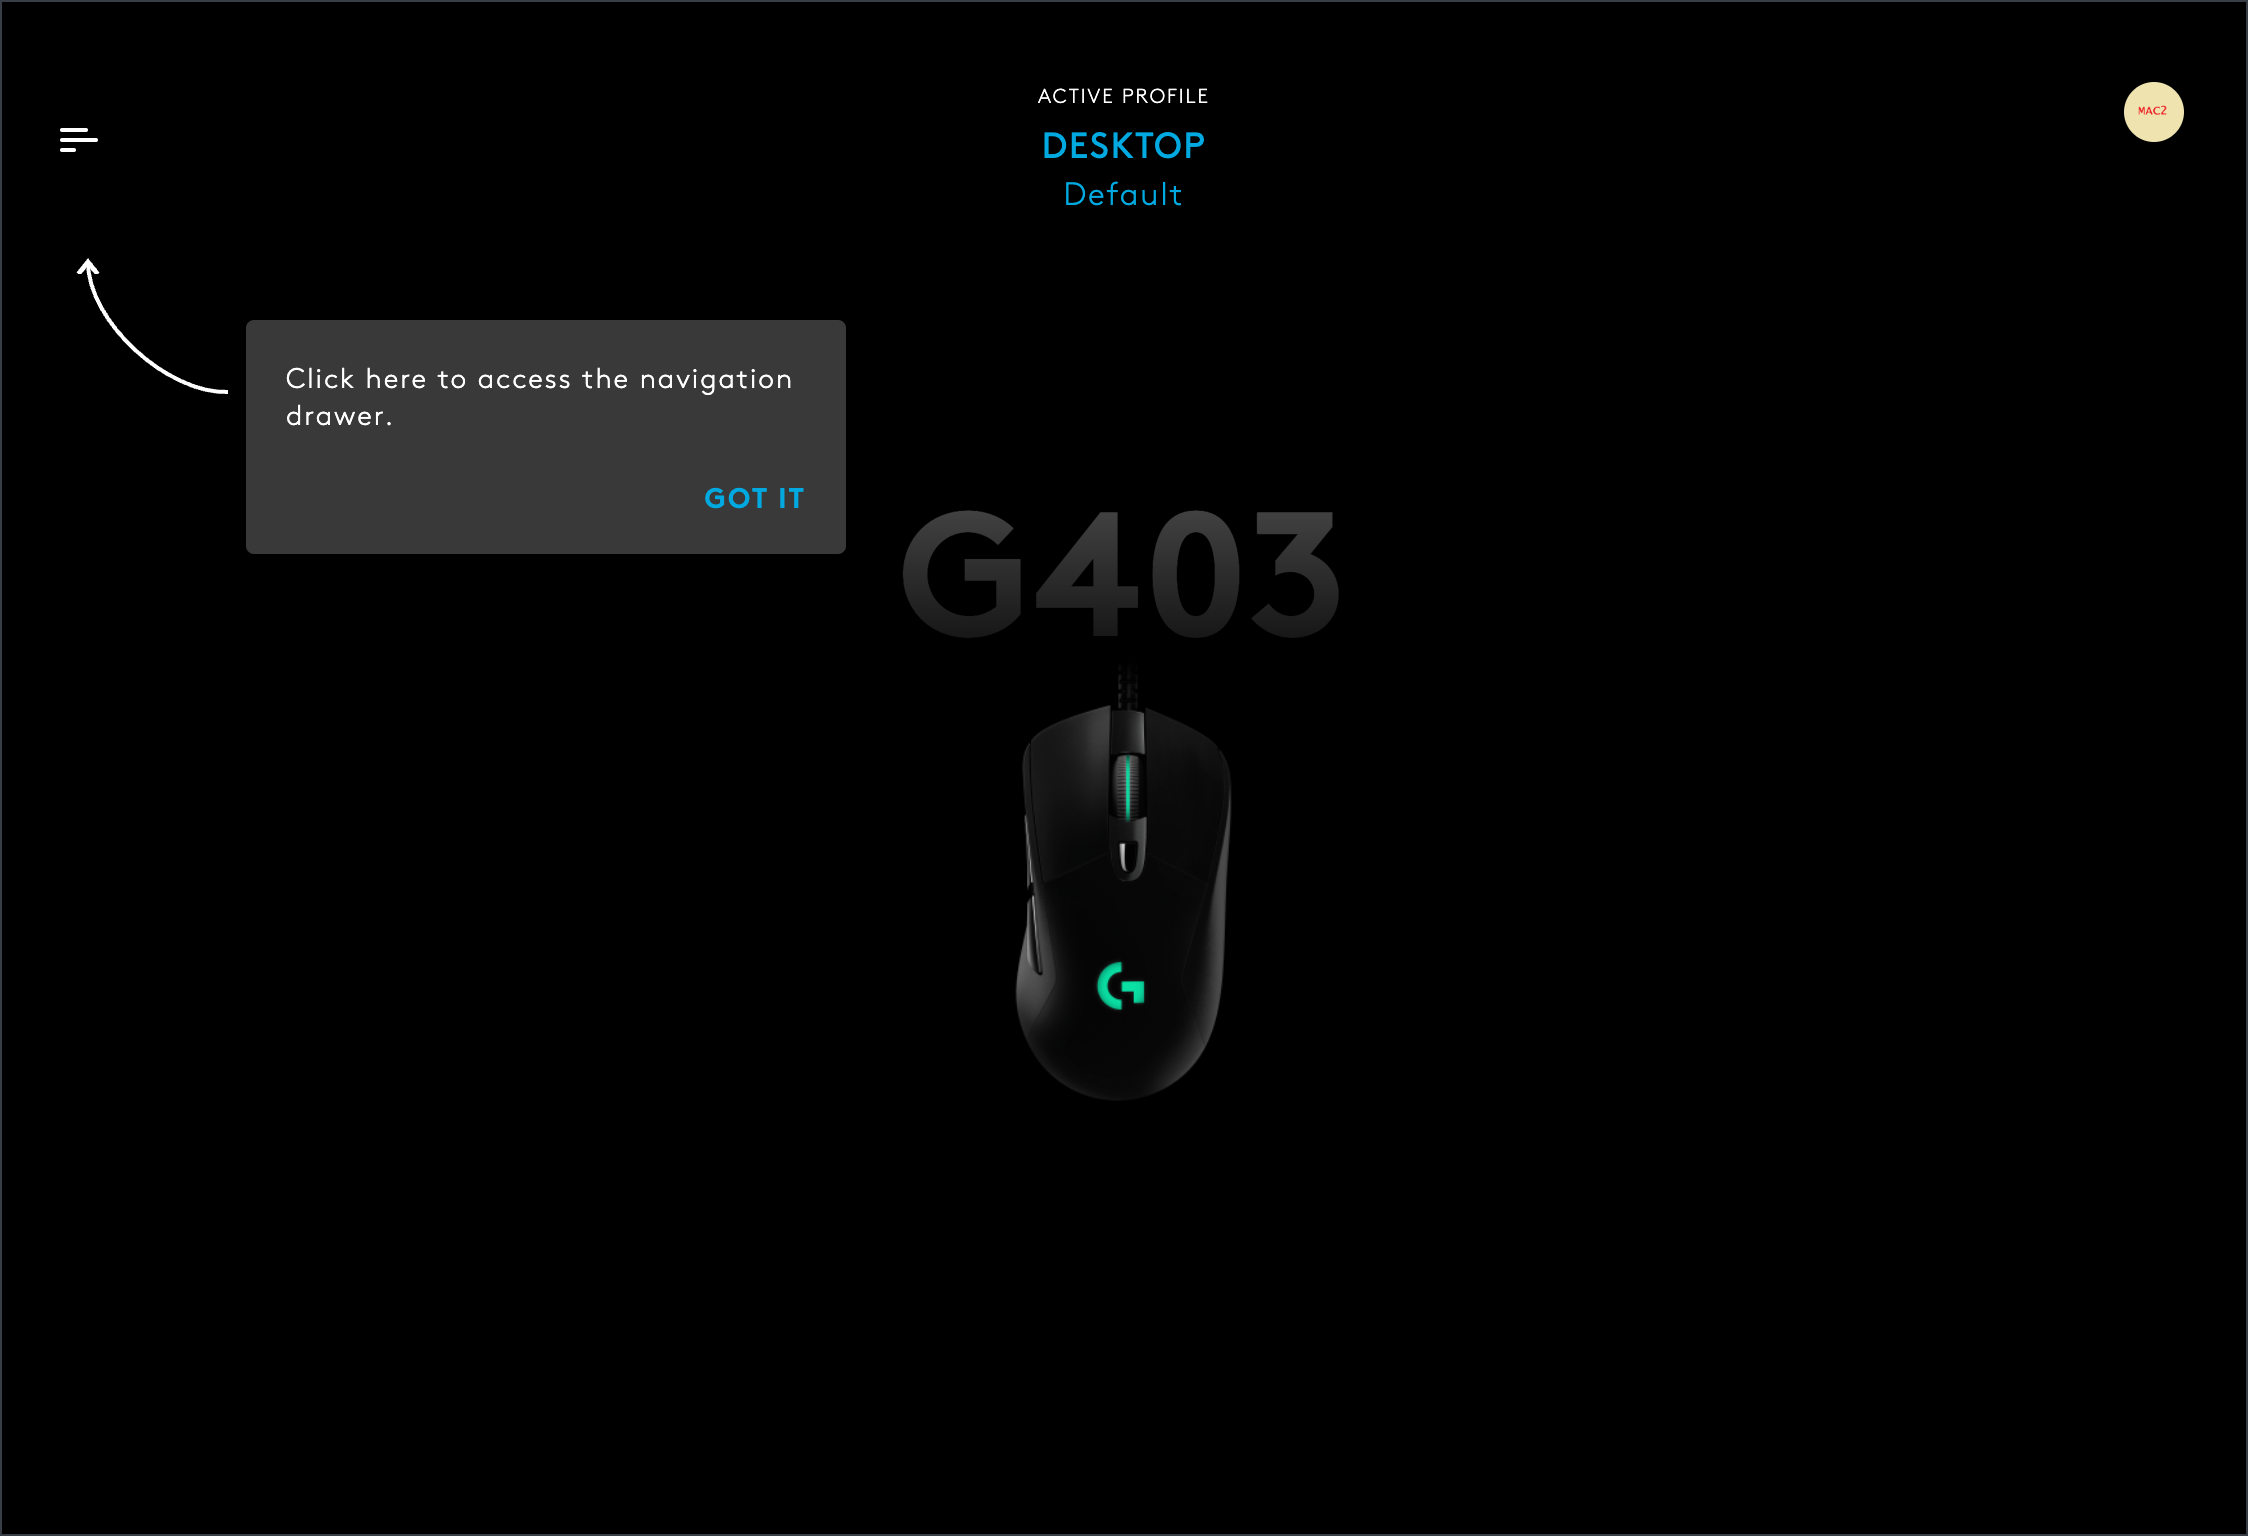 ACTIVE PROFILE
DESKTOP
Default
MAC2
Click here to access the navigation
drawer.
GOT IT
G403
G